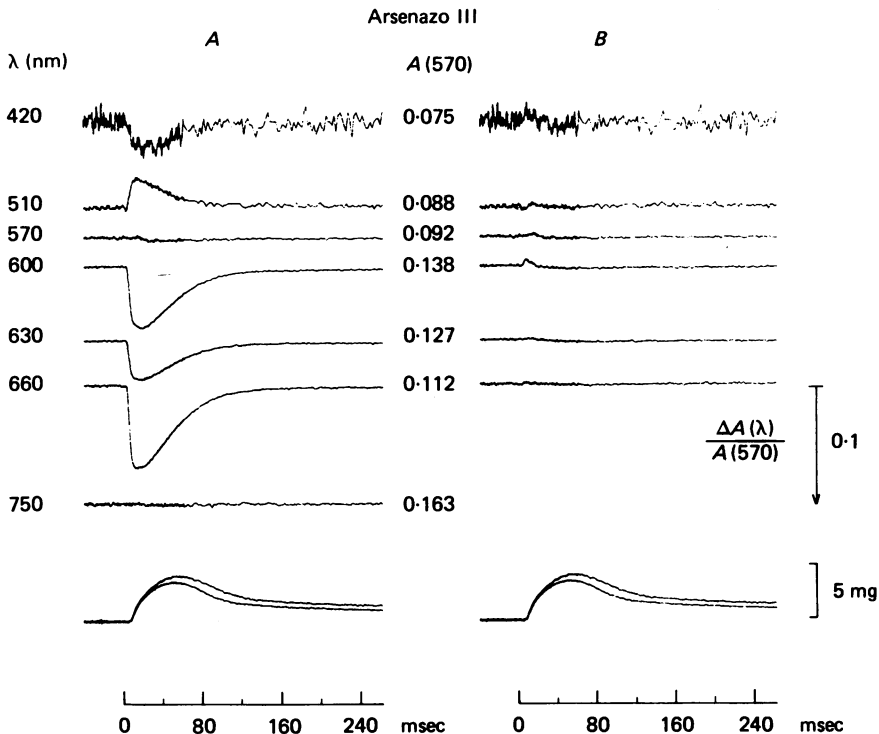 Arsenazo III
A B
λ (nm) A (570)
420 0·075
510 0·088
570 0·092
600 0·138
630 0·127
660 0·112
ΔA (λ)
A (570)
0·1
750 0·163
5 mg
0 80 160 240 msec 0 80 160 240 msec